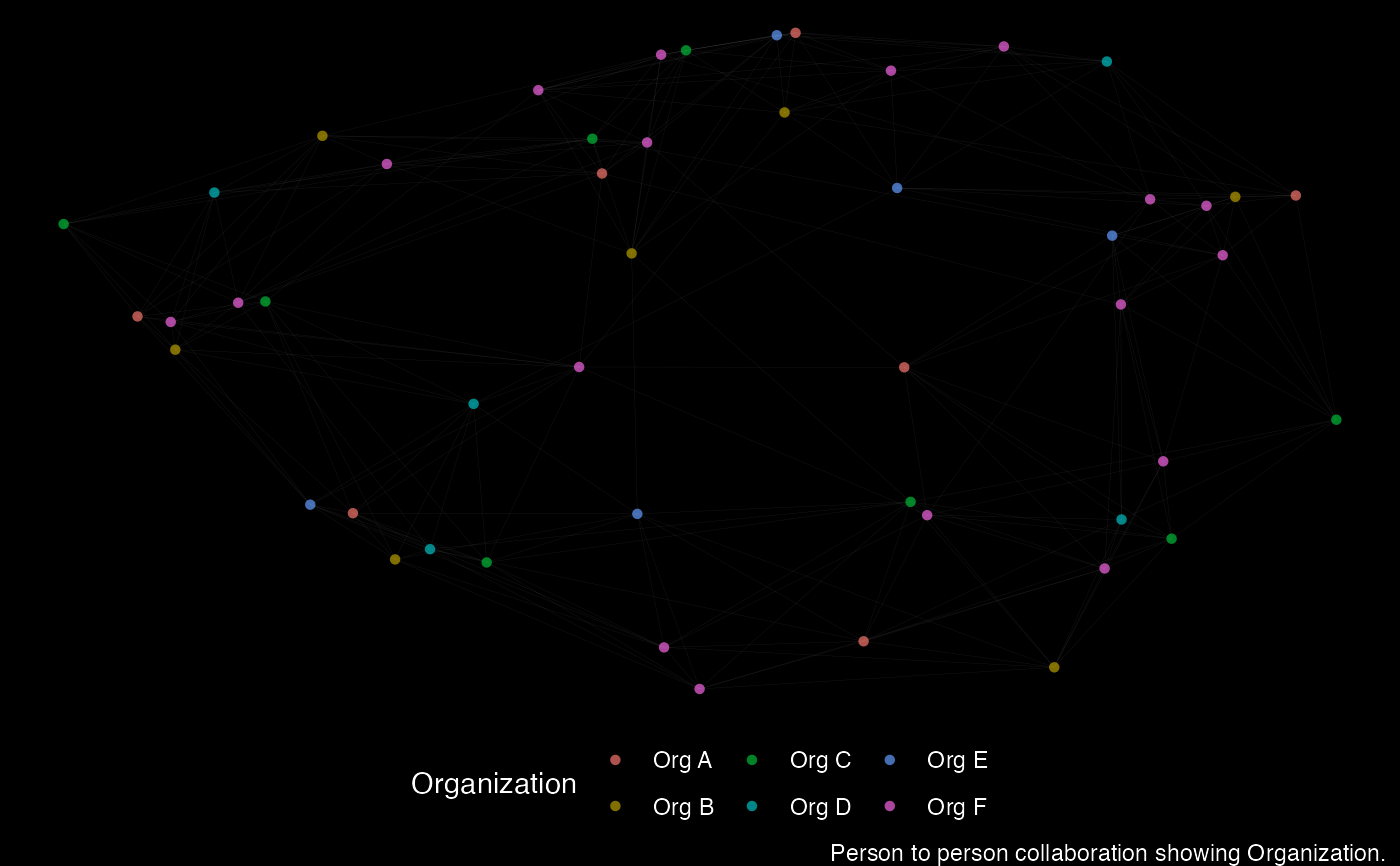 Organization
Org A
Org C
Org E
Org B
Org D
Org F
Person to person collaboration showing Organization.